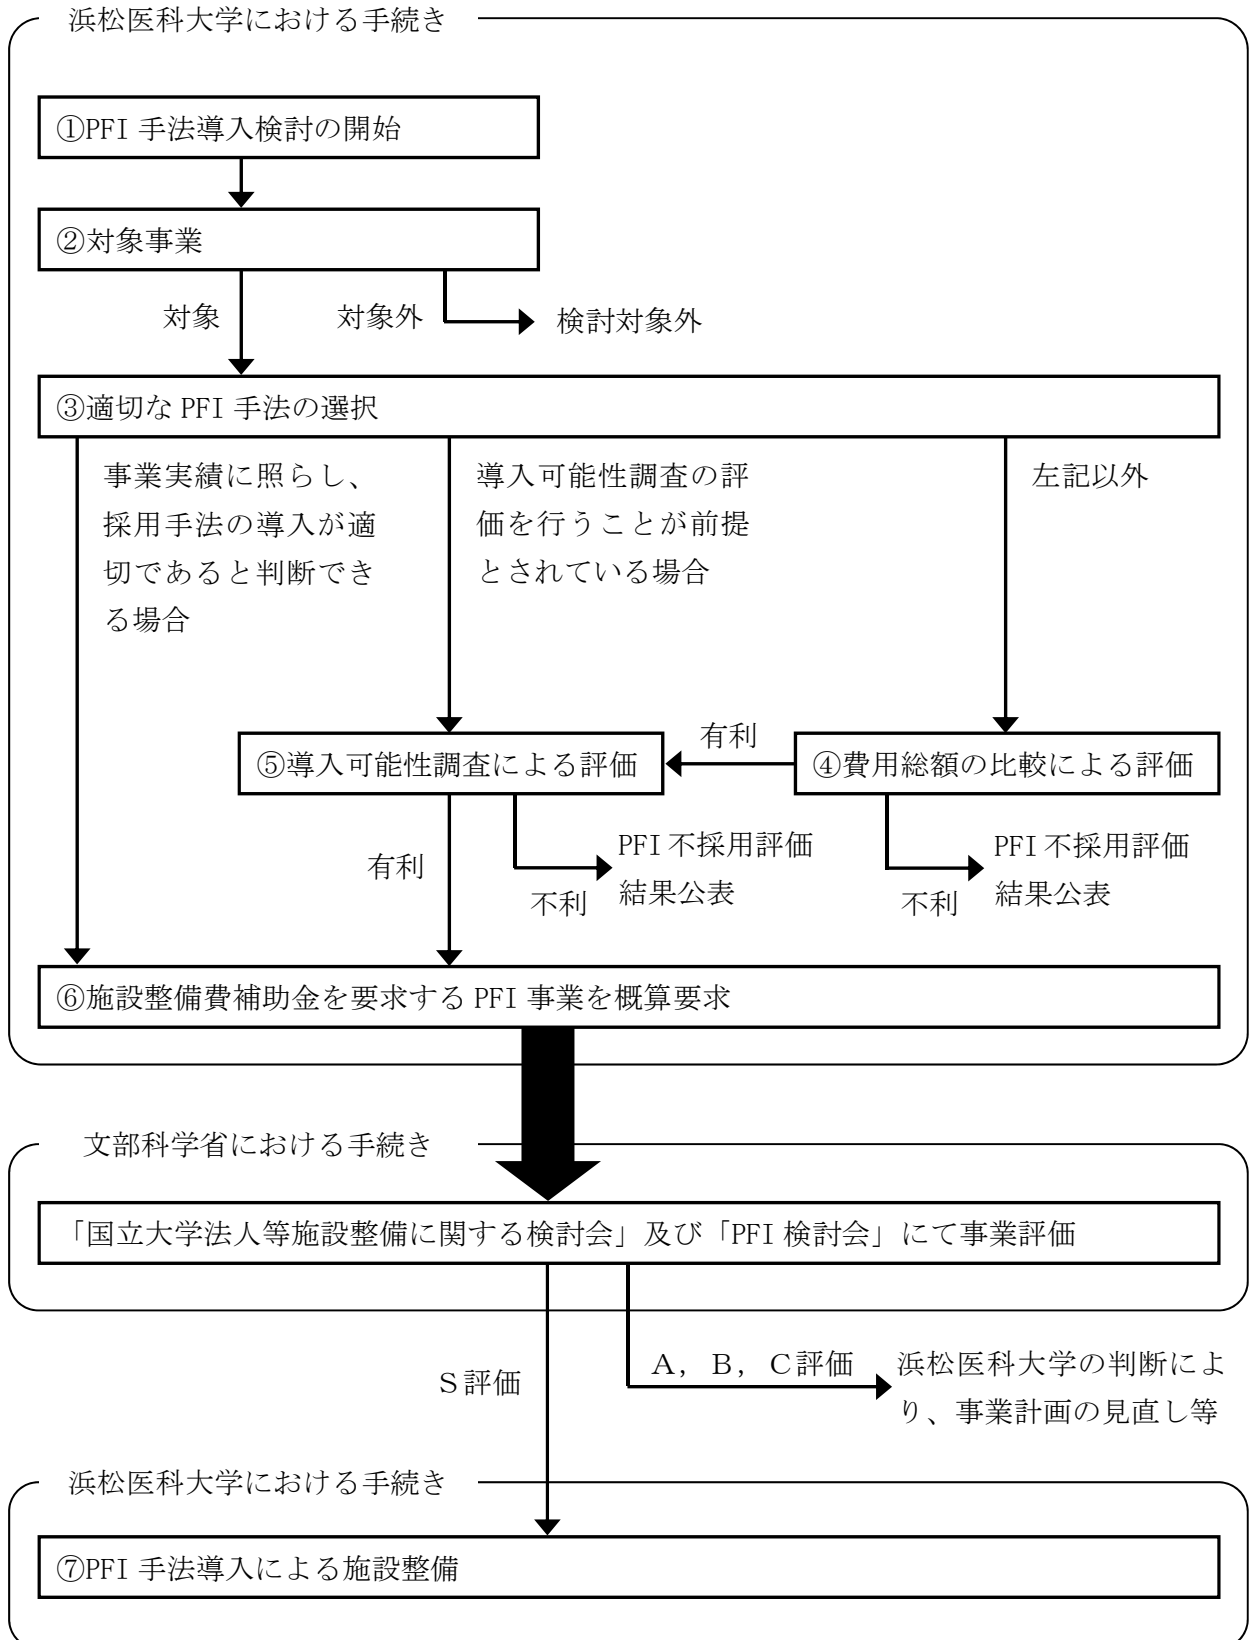 浜松医科大学における手続き
①PFI 手法導入検討の開始
②対象事業
対象
対象外
検討対象外
③適切な PFI 手法の選択
事業実績に照らし、
採用手法の導入が適
切であると判断でき
る場合
導入可能性調査の評
価を行うことが前提
とされている場合
左記以外
⑤導入可能性調査による評価
有利
④費用総額の比較による評価
有利
不利
PFI 不採用評価
結果公表
不利
PFI 不採用評価
結果公表
⑥施設整備費補助金を要求する PFI 事業を概算要求
文部科学省における手続き
「国立大学法人等施設整備に関する検討会」及び「PFI 検討会」にて事業評価
S評価
A，B，C評価
浜松医科大学の判断によ
り、事業計画の見直し等
浜松医科大学における手続き
⑦PFI 手法導入による施設整備